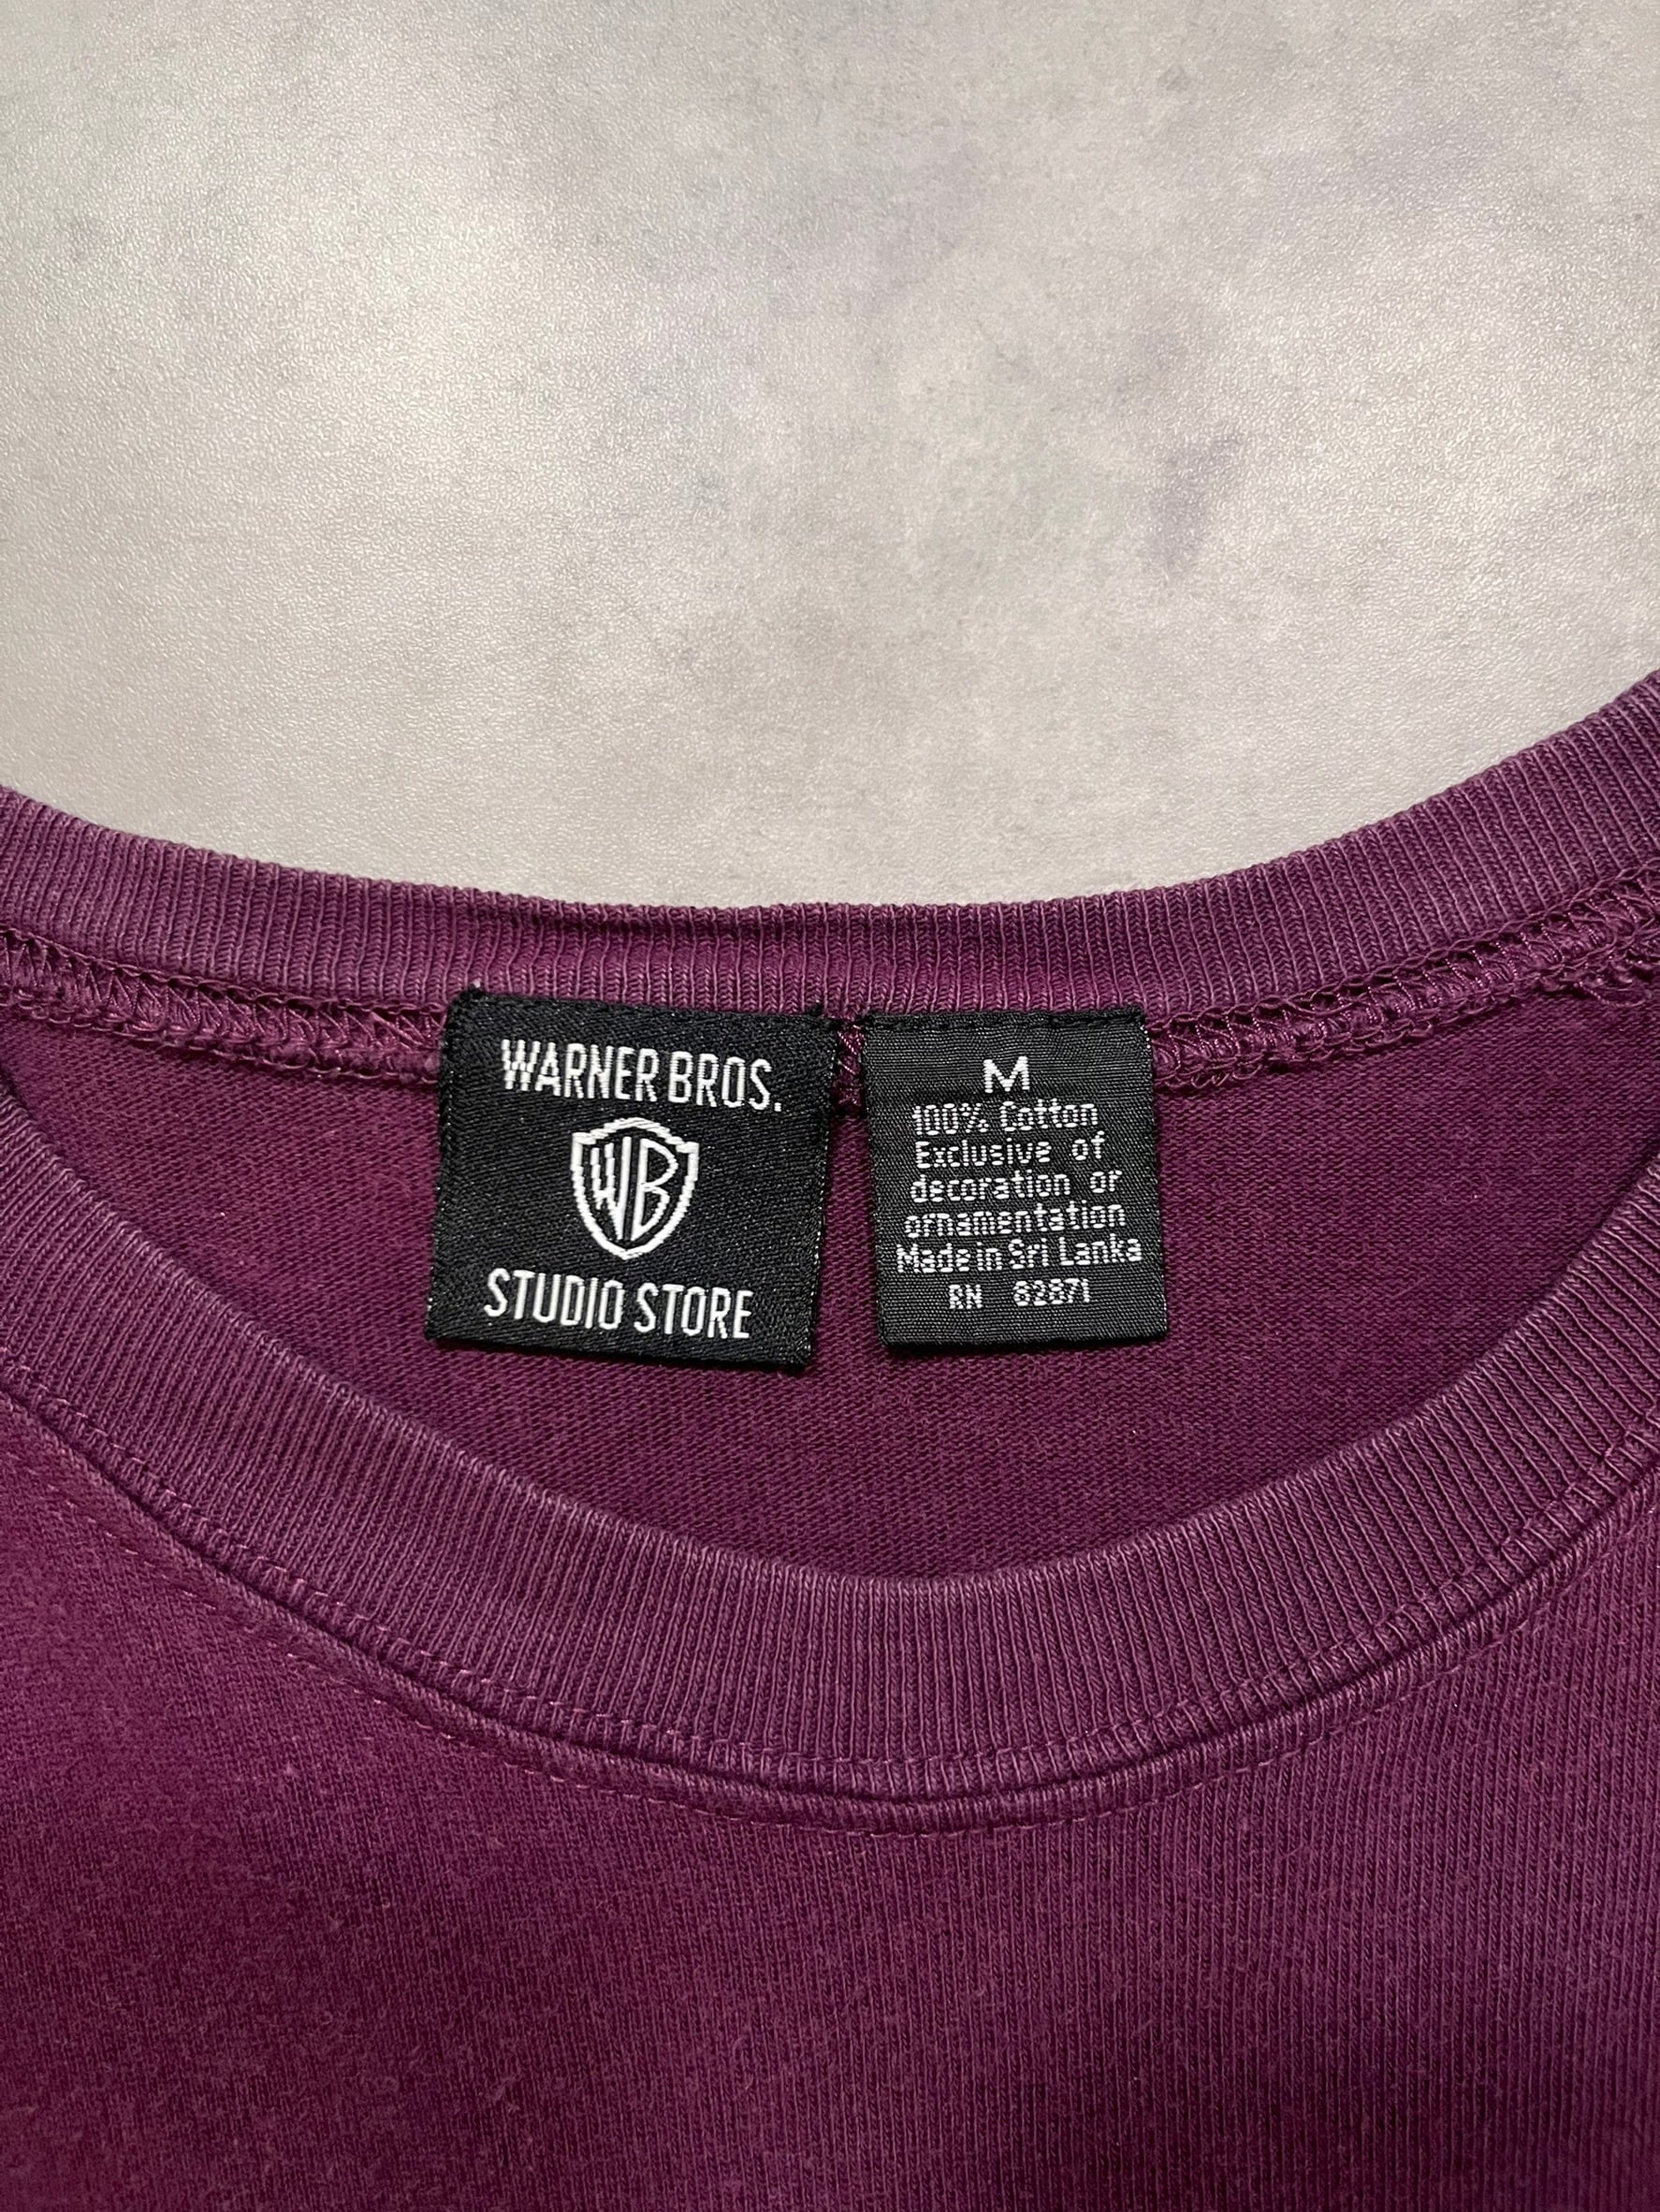 WARNER BROS.
WB
STUDIO STORE
M
100% Cotton
Exclusive of
decoration or
ornamentation
Made in Sri Lanka
RN 82871